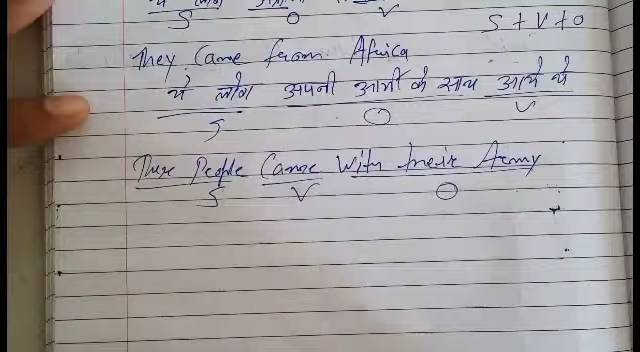 ये लोग
S O V
S + V + O
They Came from Africa
ये लोग अपनी आर्मी के साथ आये थे
S O V
These People Came With their Army
S V O